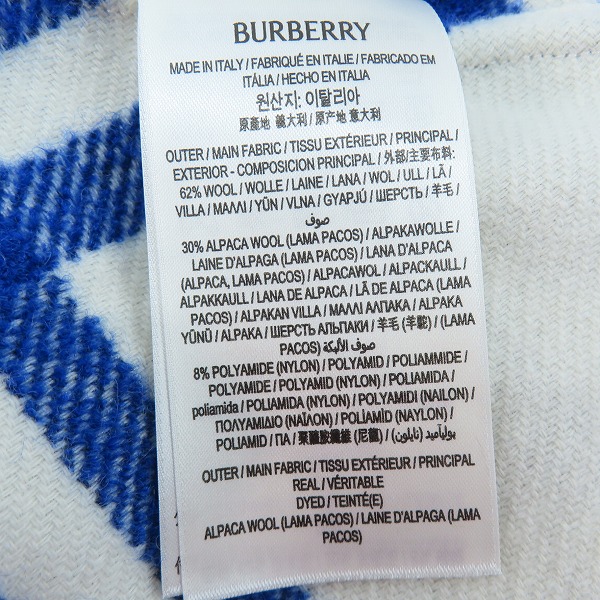 BURBERRY
MADE IN ITALY / FABRIQUÉ EN ITALIE / FABRICADO EM
ITÁLIA / HECHO EN ITALIA
원산지: 이탈리아
原產地 義大利 / 原产地 意大利
OUTER / MAIN FABRIC / TISSU EXTÉRIEUR / PRINCIPAL /
EXTERIOR - COMPOSICION PRINCIPAL / 外部/主要布料:
62% WOOL / WOLLE / LAINE / LANA / WOL / ULL / LÃ /
VILLA / ΜΑΛΛΙ / YŪN / VLNA / GYAPJÚ / ШЕРСТЬ / 羊毛 /
صوف
30% ALPACA WOOL (LAMA PACOS) / ALPAKAWOLLE /
LAINE D'ALPAGA (LAMA PACOS) / LANA DE ALPACA
(ALPACA, LAMA PACOS) / ALPACAWOL / ALPACKAULL /
ALPAKKAULL / LANA DE ALPACA / LÃ DE ALPACA (LAMA
PACOS) / ALPAKAN VILLA / ΜΑΛΛΙ ΑΛΠΑΚΑ / ALPAKA
YŪNŪ / ALPAKA / ШЕРСТЬ АЛЬПАКИ / 羊毛 (羊駝) / (LAMA
PACOS) صوف الألبكة
8% POLYAMIDE (NYLON) / POLYAMID / POLIAMMIDE /
POLYAMIDE / POLYAMID (NYLON) / POLIAMIDA /
poliamida / POLIAMIDA (NYLON) / POLYAMIDI (NAILON) /
ΠΟΛΥΑΜΙΔΙΟ (ΝΑΪΛΟΝ) / POLÍAMÍÐ (NAYLON) /
POLIAMID / ПА / 聚醯胺纖維 (尼龍) / بولياميد (نايلون) /
OUTER / MAIN FABRIC / TISSU EXTÉRIEUR / PRINCIPAL
REAL / VÉRITABLE
DYED / TEINTÉ(E)
ALPACA WOOL (LAMA PACOS) / LAINE D'ALPAGA (LAMA
PACOS)